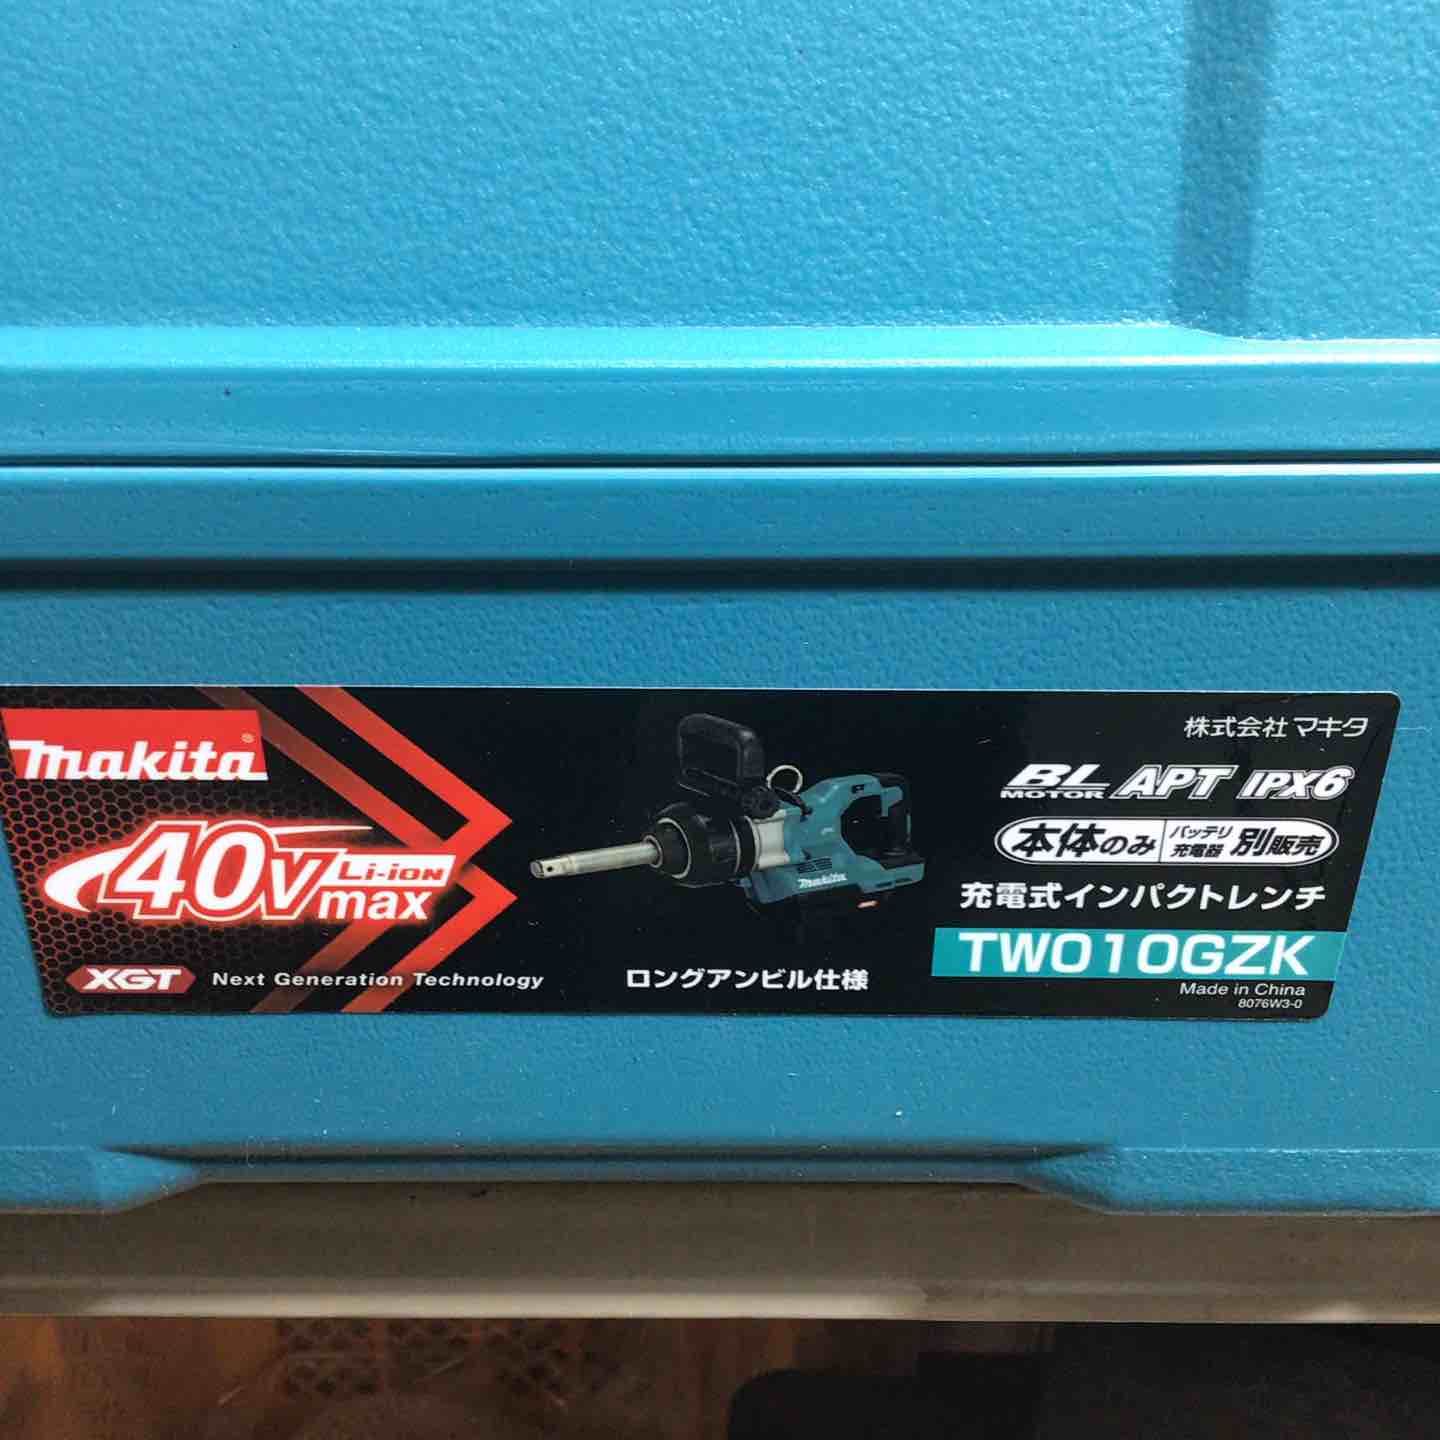 makita®
40Vmax Li-ion
XGT Next Generation Technology
makita
ロングアンビル仕様
株式会社マキタ
BL MOTOR APT IPX6
本体のみ バッテリ 充電器 別販売
充電式インパクトレンチ
TW010GZK
Made in China
8076W3-0